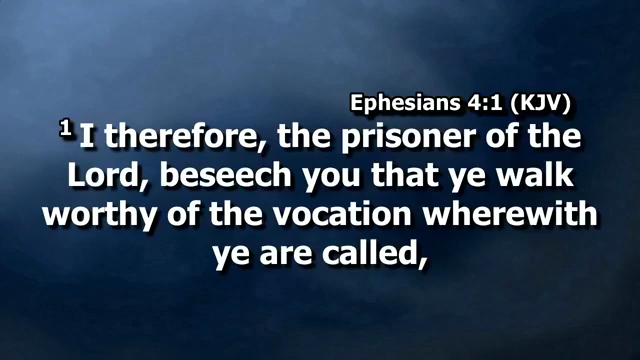 Ephesians 4:1 (KJV)
1 I therefore, the prisoner of the
Lord, beseech you that ye walk
worthy of the vocation wherewith
ye are called,